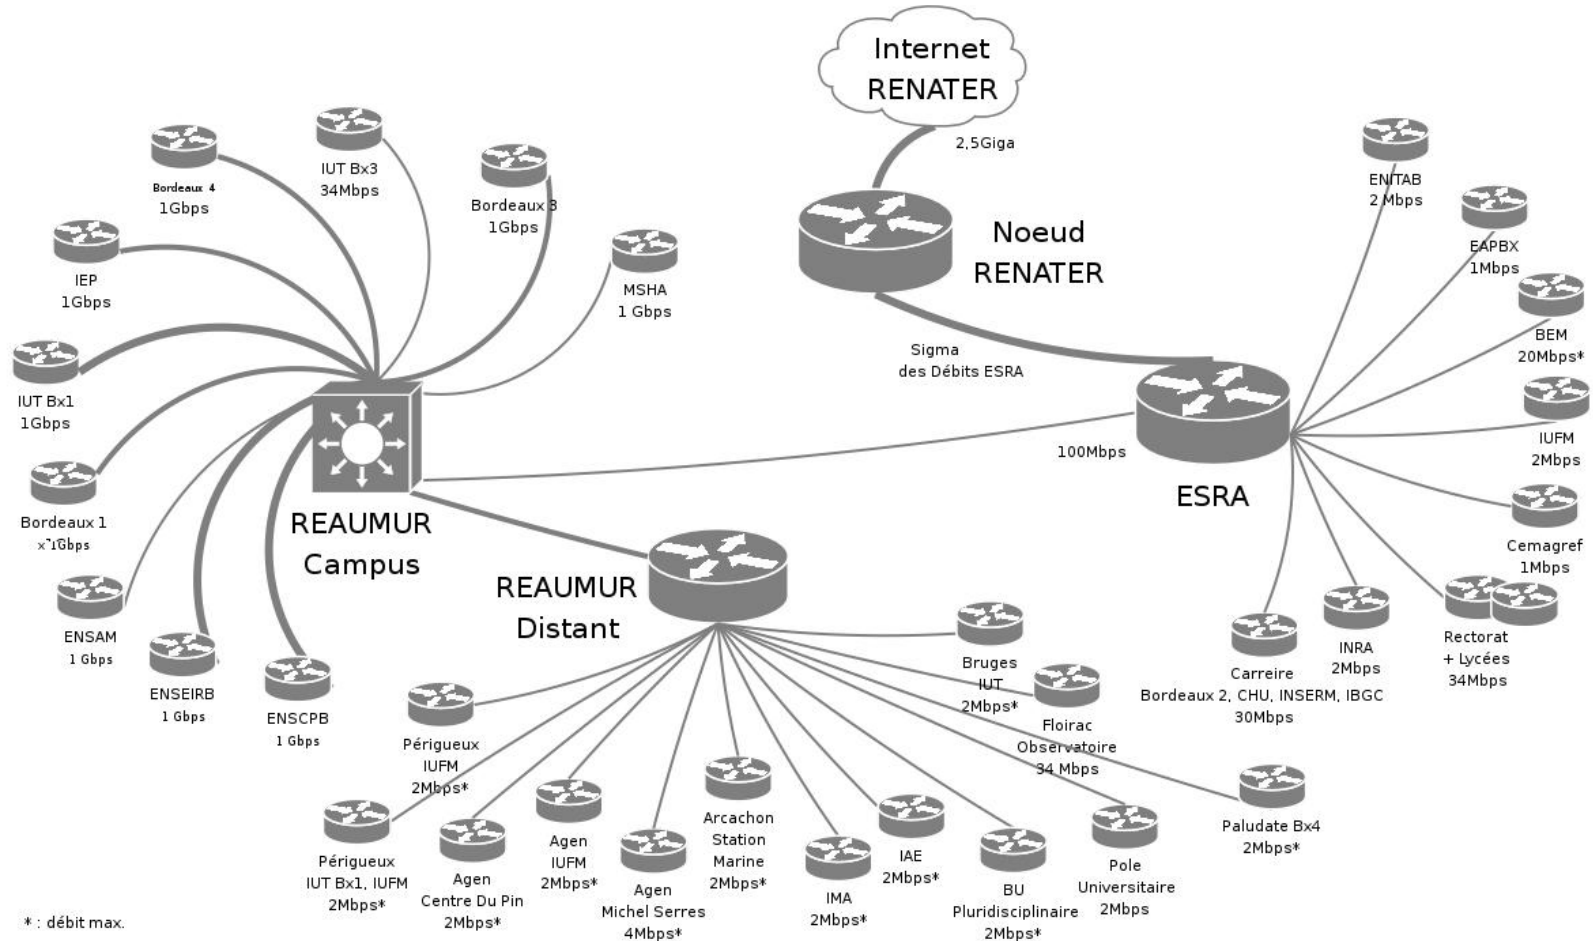 Internet
RENATER
2,5Giga
Noeud
RENATER
Sigma
des Débits ESRA
100Mbps
ESRA
ENITAB
2 Mbps
EAPBX
1Mbps
BEM
20Mbps*
IUFM
2Mbps
Cemagref
1Mbps
Rectorat
+ Lycées
34Mbps
INRA
2Mbps
Carreire
Bordeaux 2, CHU, INSERM, IBGC
30Mbps
IUT Bx3
34Mbps
Bordeaux 4
1Gbps
Bordeaux 3
1Gbps
MSHA
1 Gbps
IEP
1Gbps
IUT Bx1
1Gbps
Bordeaux 1
1Gbps
ENSAM
1 Gbps
ENSEIRB
1 Gbps
ENSCPB
1 Gbps
REAUMUR
Campus
REAUMUR
Distant
Bruges
IUT
2Mbps*
Floirac
Observatoire
34 Mbps
Périgueux
IUFM
2Mbps*
Périgueux
IUT Bx1, IUFM
2Mbps*
Agen
Centre Du Pin
2Mbps*
Agen
IUFM
2Mbps*
Agen
Michel Serres
4Mbps*
Arcachon
Station
Marine
2Mbps*
IMA
2Mbps*
IAE
2Mbps*
BU
Pluridisciplinaire
2Mbps*
Pole
Universitaire
2Mbps
Paludate Bx4
2Mbps*
* : débit max.